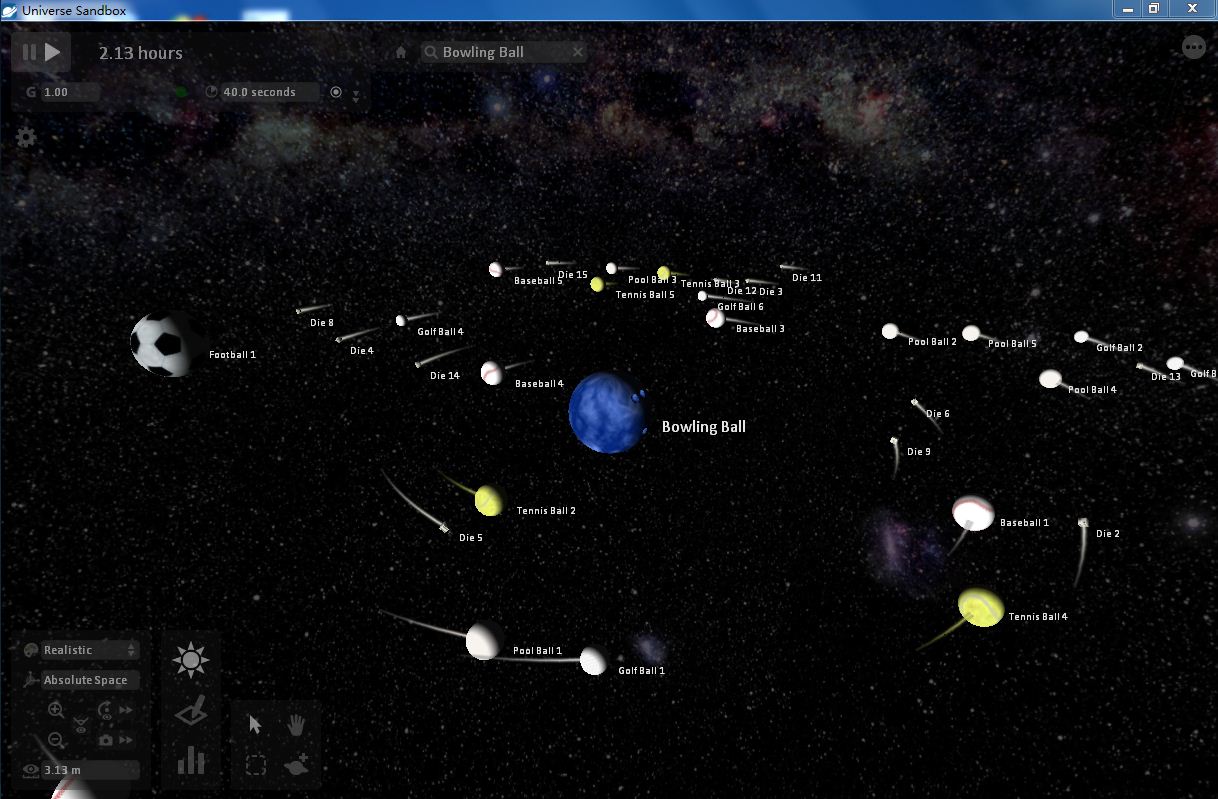 Universe Sandbox
2.13 hours
Bowling Ball
G 1.00
40.0 seconds
Baseball 5
Die 15
Pool Ball 3
Tennis Ball 3
Die 11
Tennis Ball 5
Die 12
Die 3
Golf Ball 6
Die 8
Golf Ball 4
Baseball 3
Die 4
Football 1
Pool Ball 2
Pool Ball 5
Golf Ball 2
Die 14
Baseball 4
Die 13
Golf B
Pool Ball 4
Die 6
Bowling Ball
Die 9
Tennis Ball 2
Baseball 1
Die 5
Die 2
Tennis Ball 4
Pool Ball 1
Golf Ball 1
Realistic
Absolute Space
3.13 m